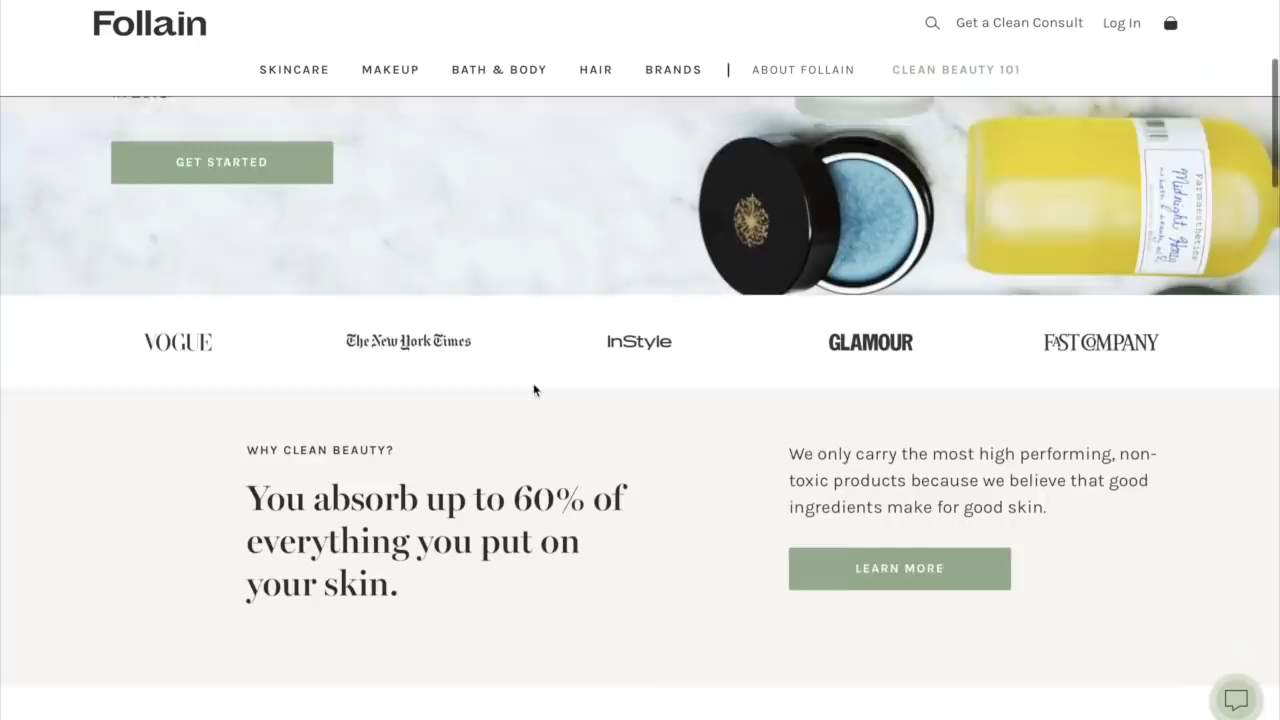 Follain
Get a Clean Consult
Log In
SKINCARE
MAKEUP
BATH & BODY
HAIR
BRANDS
ABOUT FOLLAIN
CLEAN BEAUTY 101
GET STARTED
Farmaesthetics
Midnight Honey
VOGUE
The New York Times
InStyle
GLAMOUR
FAST COMPANY
WHY CLEAN BEAUTY?
You absorb up to 60% of
everything you put on
your skin.
We only carry the most high performing, non-
toxic products because we believe that good
ingredients make for good skin.
LEARN MORE